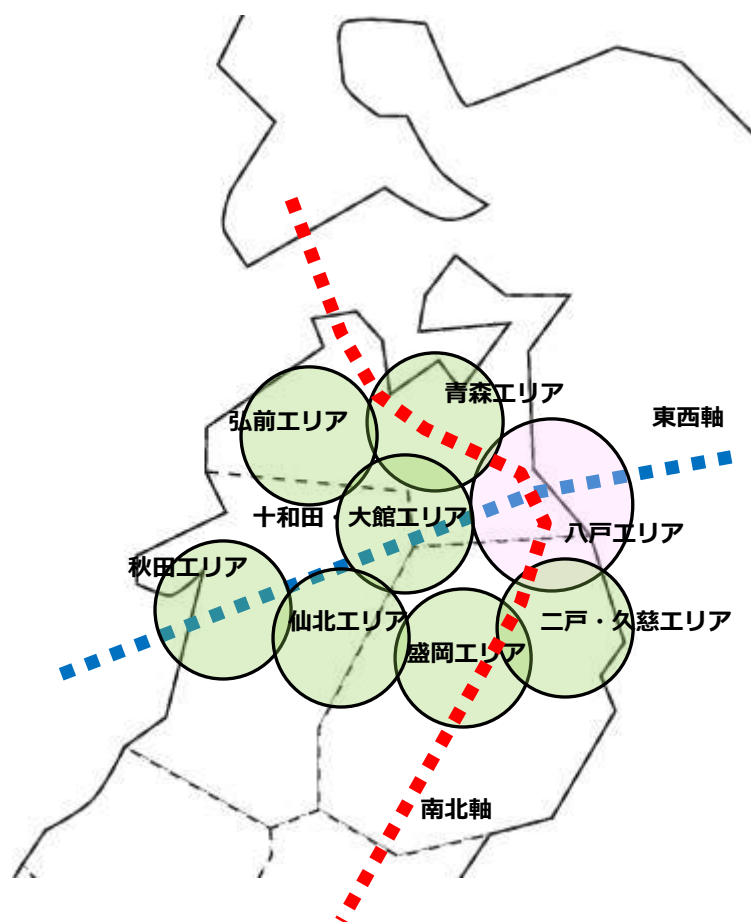 青森エリア
弘前エリア
東西軸
十和田・大館エリア
八戸エリア
秋田エリア
仙北エリア
二戸・久慈エリア
盛岡エリア
南北軸